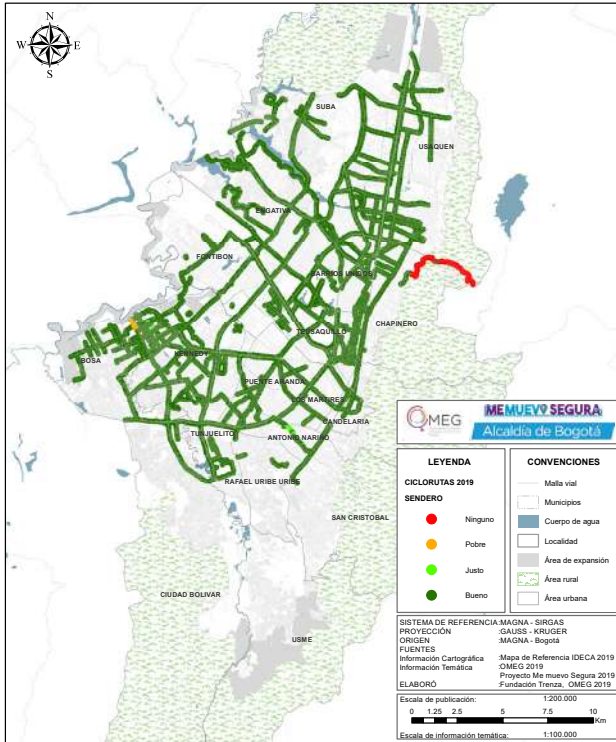 N
W E
S
SUBA
USAQUEN
ENGATIVA
FONTIBON
BARRIOS UNIDOS
CHAPINERO
TEUSAQUILLO
BOSA
KENNEDY
PUENTE ARANDA
LOS MARTIRES
CANDELARIA
TUNJUELITO
ANTONIO NARIÑO
RAFAEL URIBE URIBE
SAN CRISTOBAL
CIUDAD BOLIVAR
USME
OMEG
MEMUEVO SEGURA
Alcaldía de Bogotá
LEYENDA
CICLORUTAS 2019
SENDERO
Ninguno
Pobre
Justo
Bueno
CONVENCIONES
Malla vial
Municipios
Cuerpo de agua
Localidad
Área de expansión
Área rural
Área urbana
SISTEMA DE REFERENCIA:MAGNA - SIRGAS
PROYECCIÓN :GAUSS - KRUGER
ORIGEN :MAGNA - Bogotá
FUENTES
Información Cartográfica :Mapa de Referencia IDECA 2019
Información Temática :OMEG 2019
Proyecto Me muevo Segura 2019
ELABORÓ :Fundación Trenza, OMEG 2019
Escala de publicación: 1:200.000
0 1.25 2.5 5 7.5 10
Km
Escala de información temática: 1:100.000